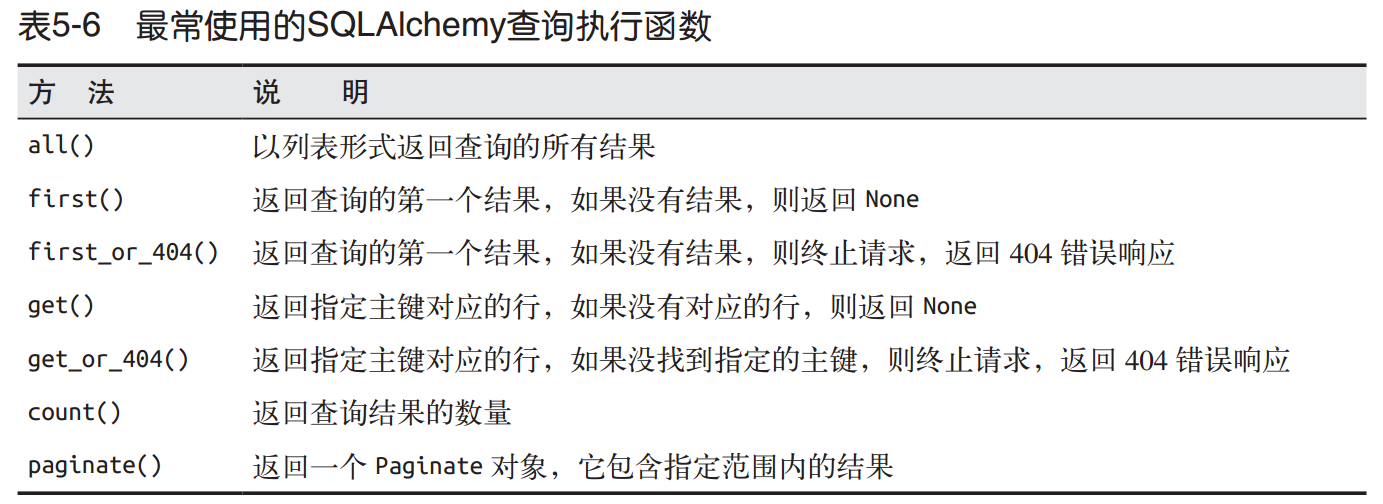 表5-6 最常使用的SQLAlchemy查询执行函数
方 法 说 明
all() 以列表形式返回查询的所有结果
first() 返回查询的第一个结果，如果没有结果，则返回 None
first_or_404() 返回查询的第一个结果，如果没有结果，则终止请求，返回 404 错误响应
get() 返回指定主键对应的行，如果没有对应的行，则返回 None
get_or_404() 返回指定主键对应的行，如果没找到指定的主键，则终止请求，返回 404 错误响应
count() 返回查询结果的数量
paginate() 返回一个 Paginate 对象，它包含指定范围内的结果